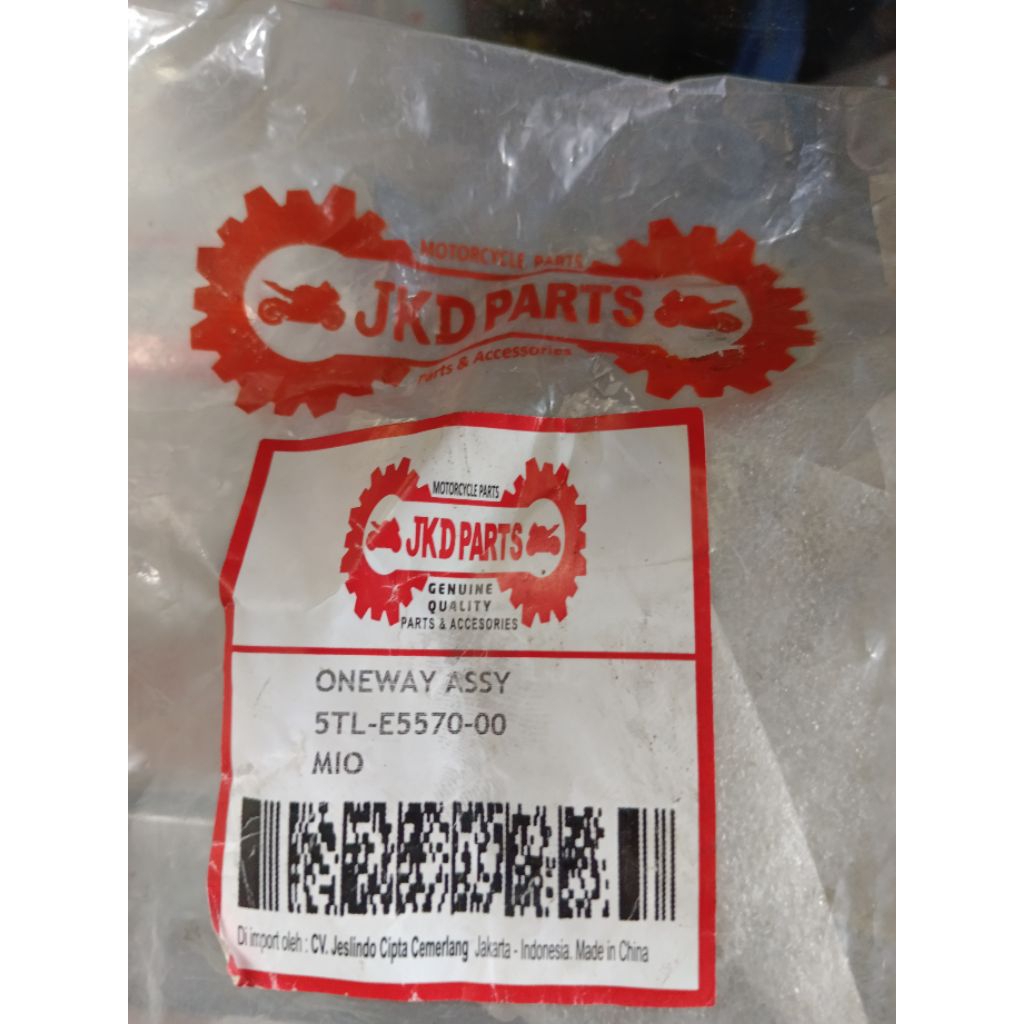 MOTORCYCLE PARTS
JKD PARTS
Parts & Accessories
MOTORCYCLE PARTS
JKD PARTS
GENUINE
QUALITY
PARTS & ACCESORIES
ONEWAY ASSY
5TL-E5570-00
MIO
Di import oleh : CV. Jeslindo Cipta Cemerlang Jakarta - Indonesia. Made in China